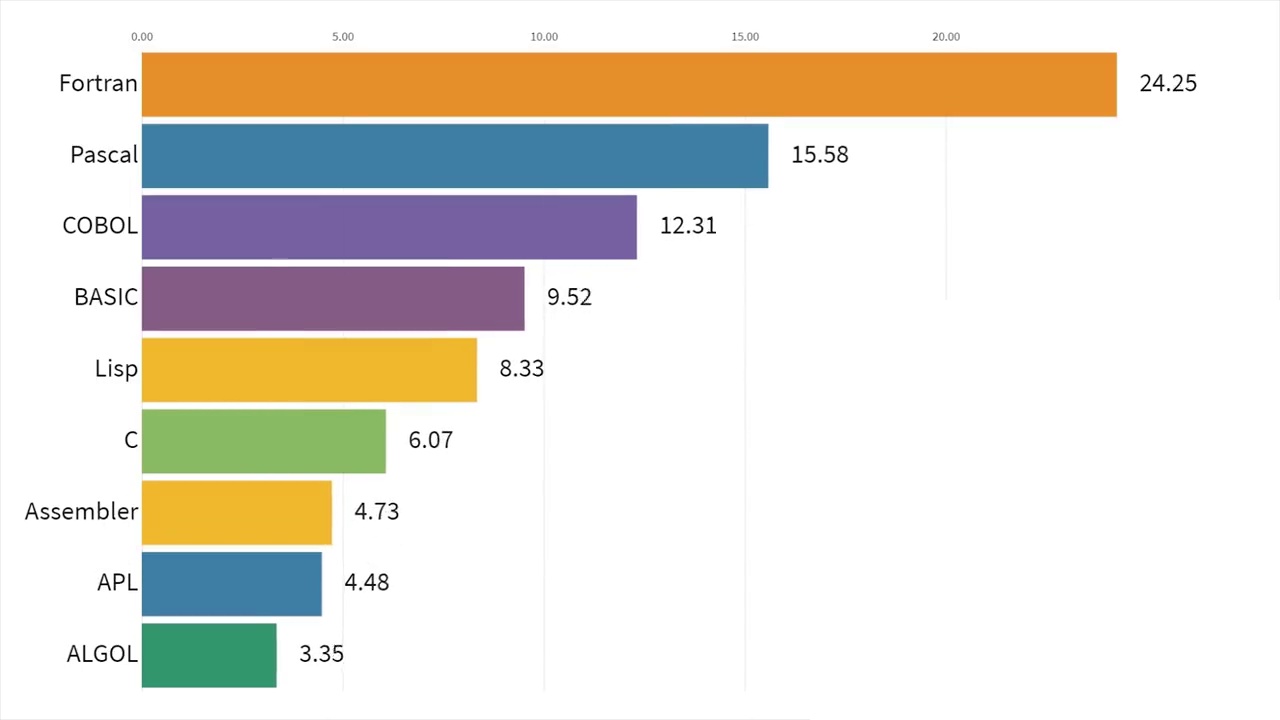 0.00 5.00 10.00 15.00 20.00
Fortran 24.25
Pascal 15.58
COBOL 12.31
BASIC 9.52
Lisp 8.33
C 6.07
Assembler 4.73
APL 4.48
ALGOL 3.35